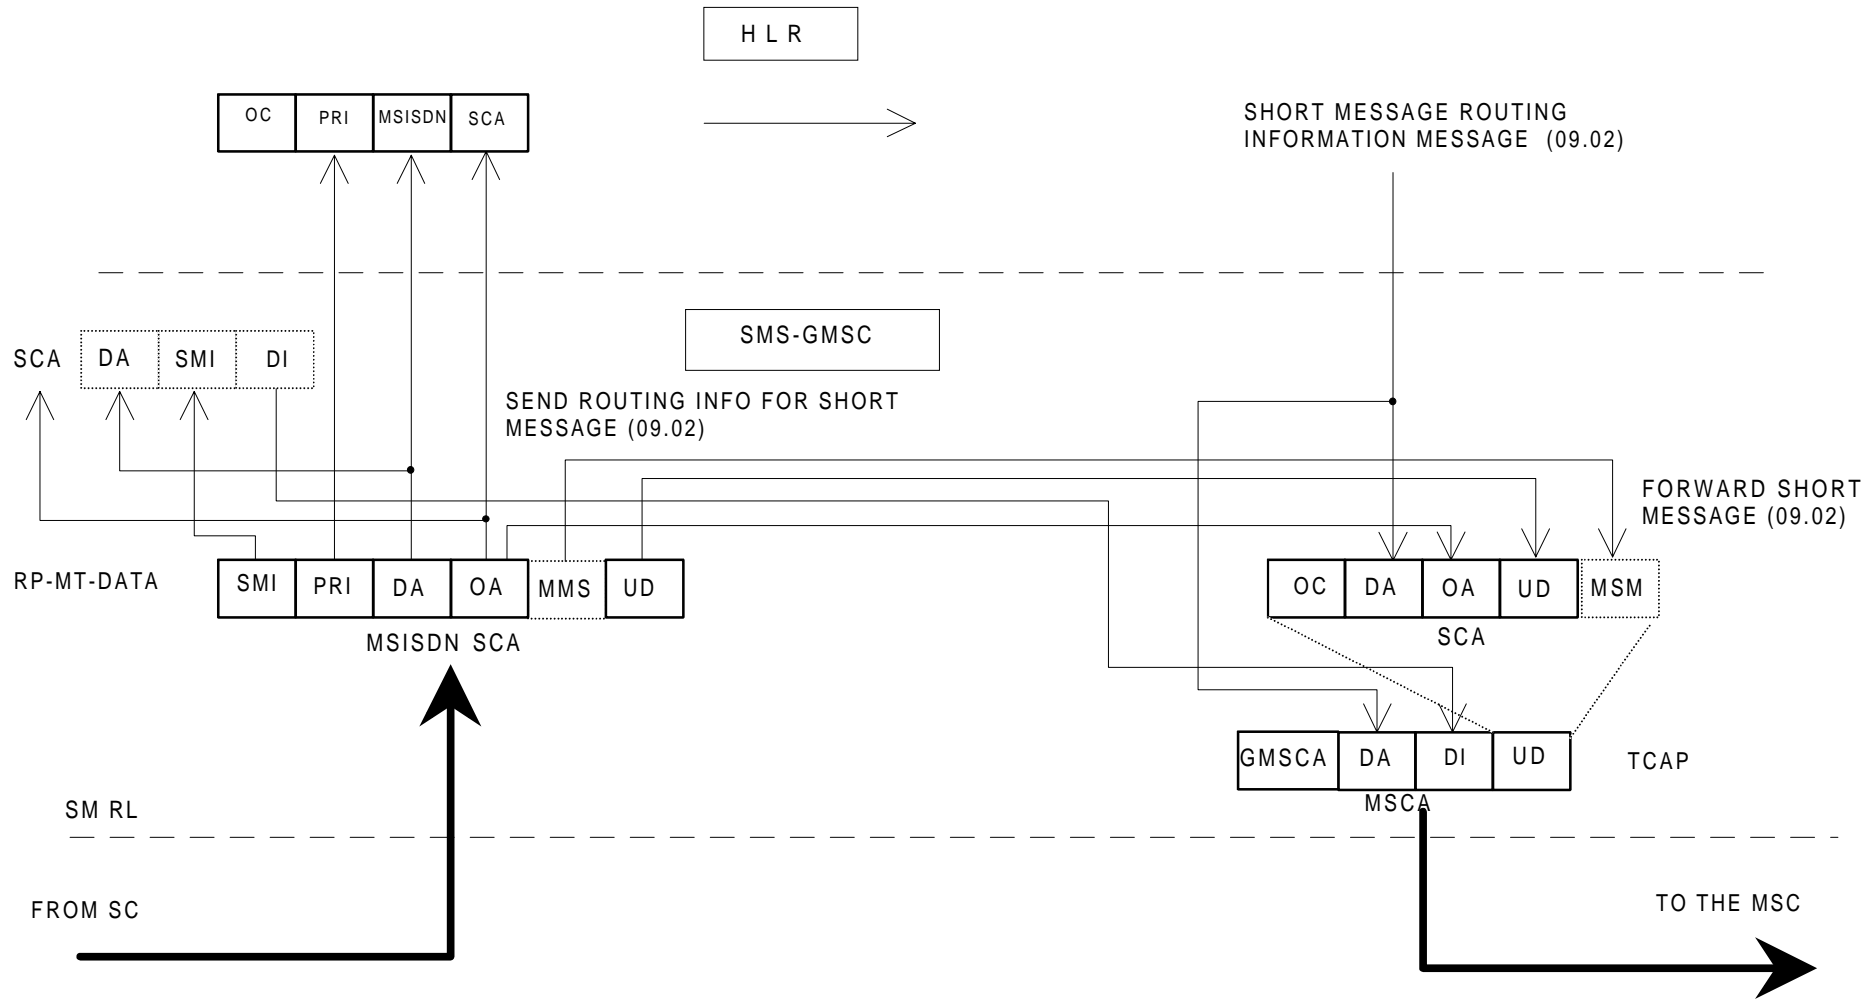 H L R
OC PRI MSISDN SCA
SHORT MESSAGE ROUTING
INFORMATION MESSAGE (09.02)
SMS-GMSC
SCA DA SMI DI
SEND ROUTING INFO FOR SHORT
MESSAGE (09.02)
FORWARD SHORT
MESSAGE (09.02)
RP-MT-DATA SMI PRI DA OA MMS UD
OC DA OA UD MSM
MSISDN SCA
SCA
GMSCA DA DI UD TCAP
MSCA
SM RL
FROM SC
TO THE MSC